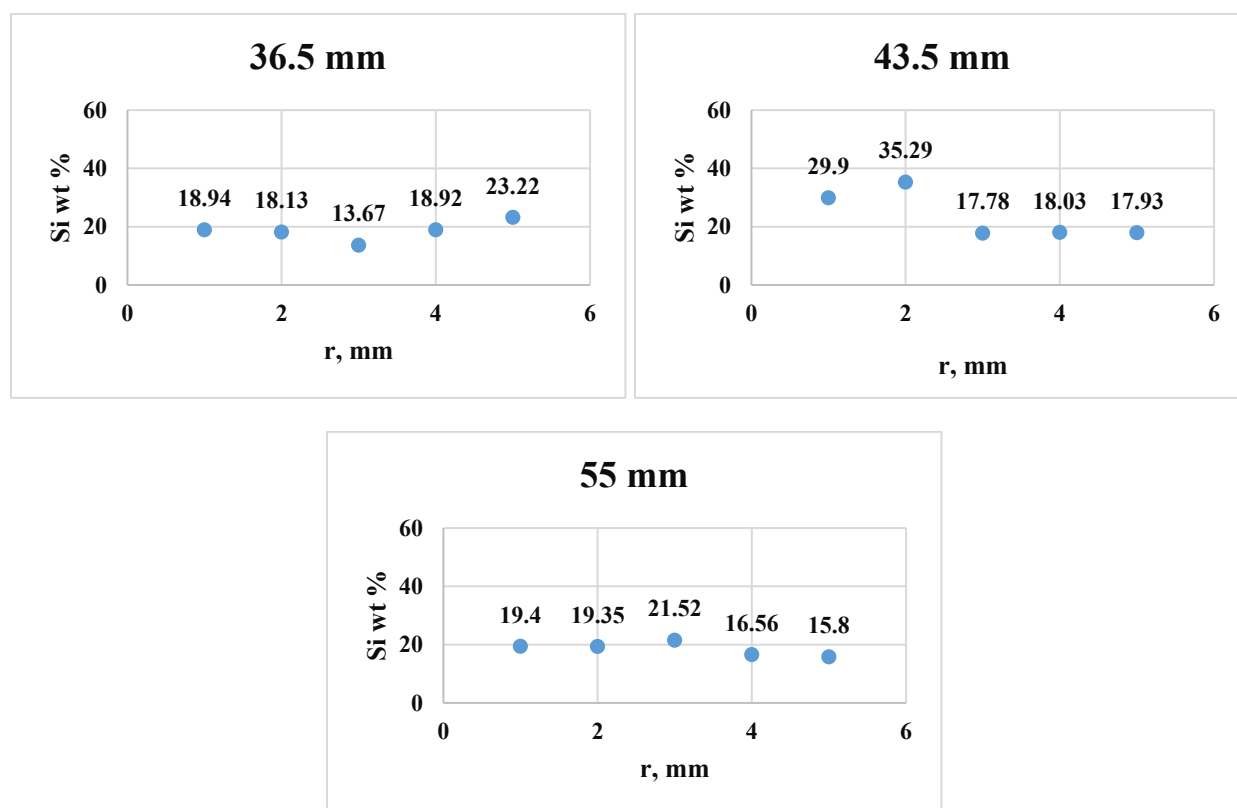 36.5 mm
60
40
20
0
Si wt %
18.94 18.13 13.67 18.92 23.22
0 2 4 6
r, mm
43.5 mm
60
40
20
0
Si wt %
29.9 35.29 17.78 18.03 17.93
0 2 4 6
r, mm
55 mm
60
40
20
0
Si wt %
19.4 19.35 21.52 16.56 15.8
0 2 4 6
r, mm